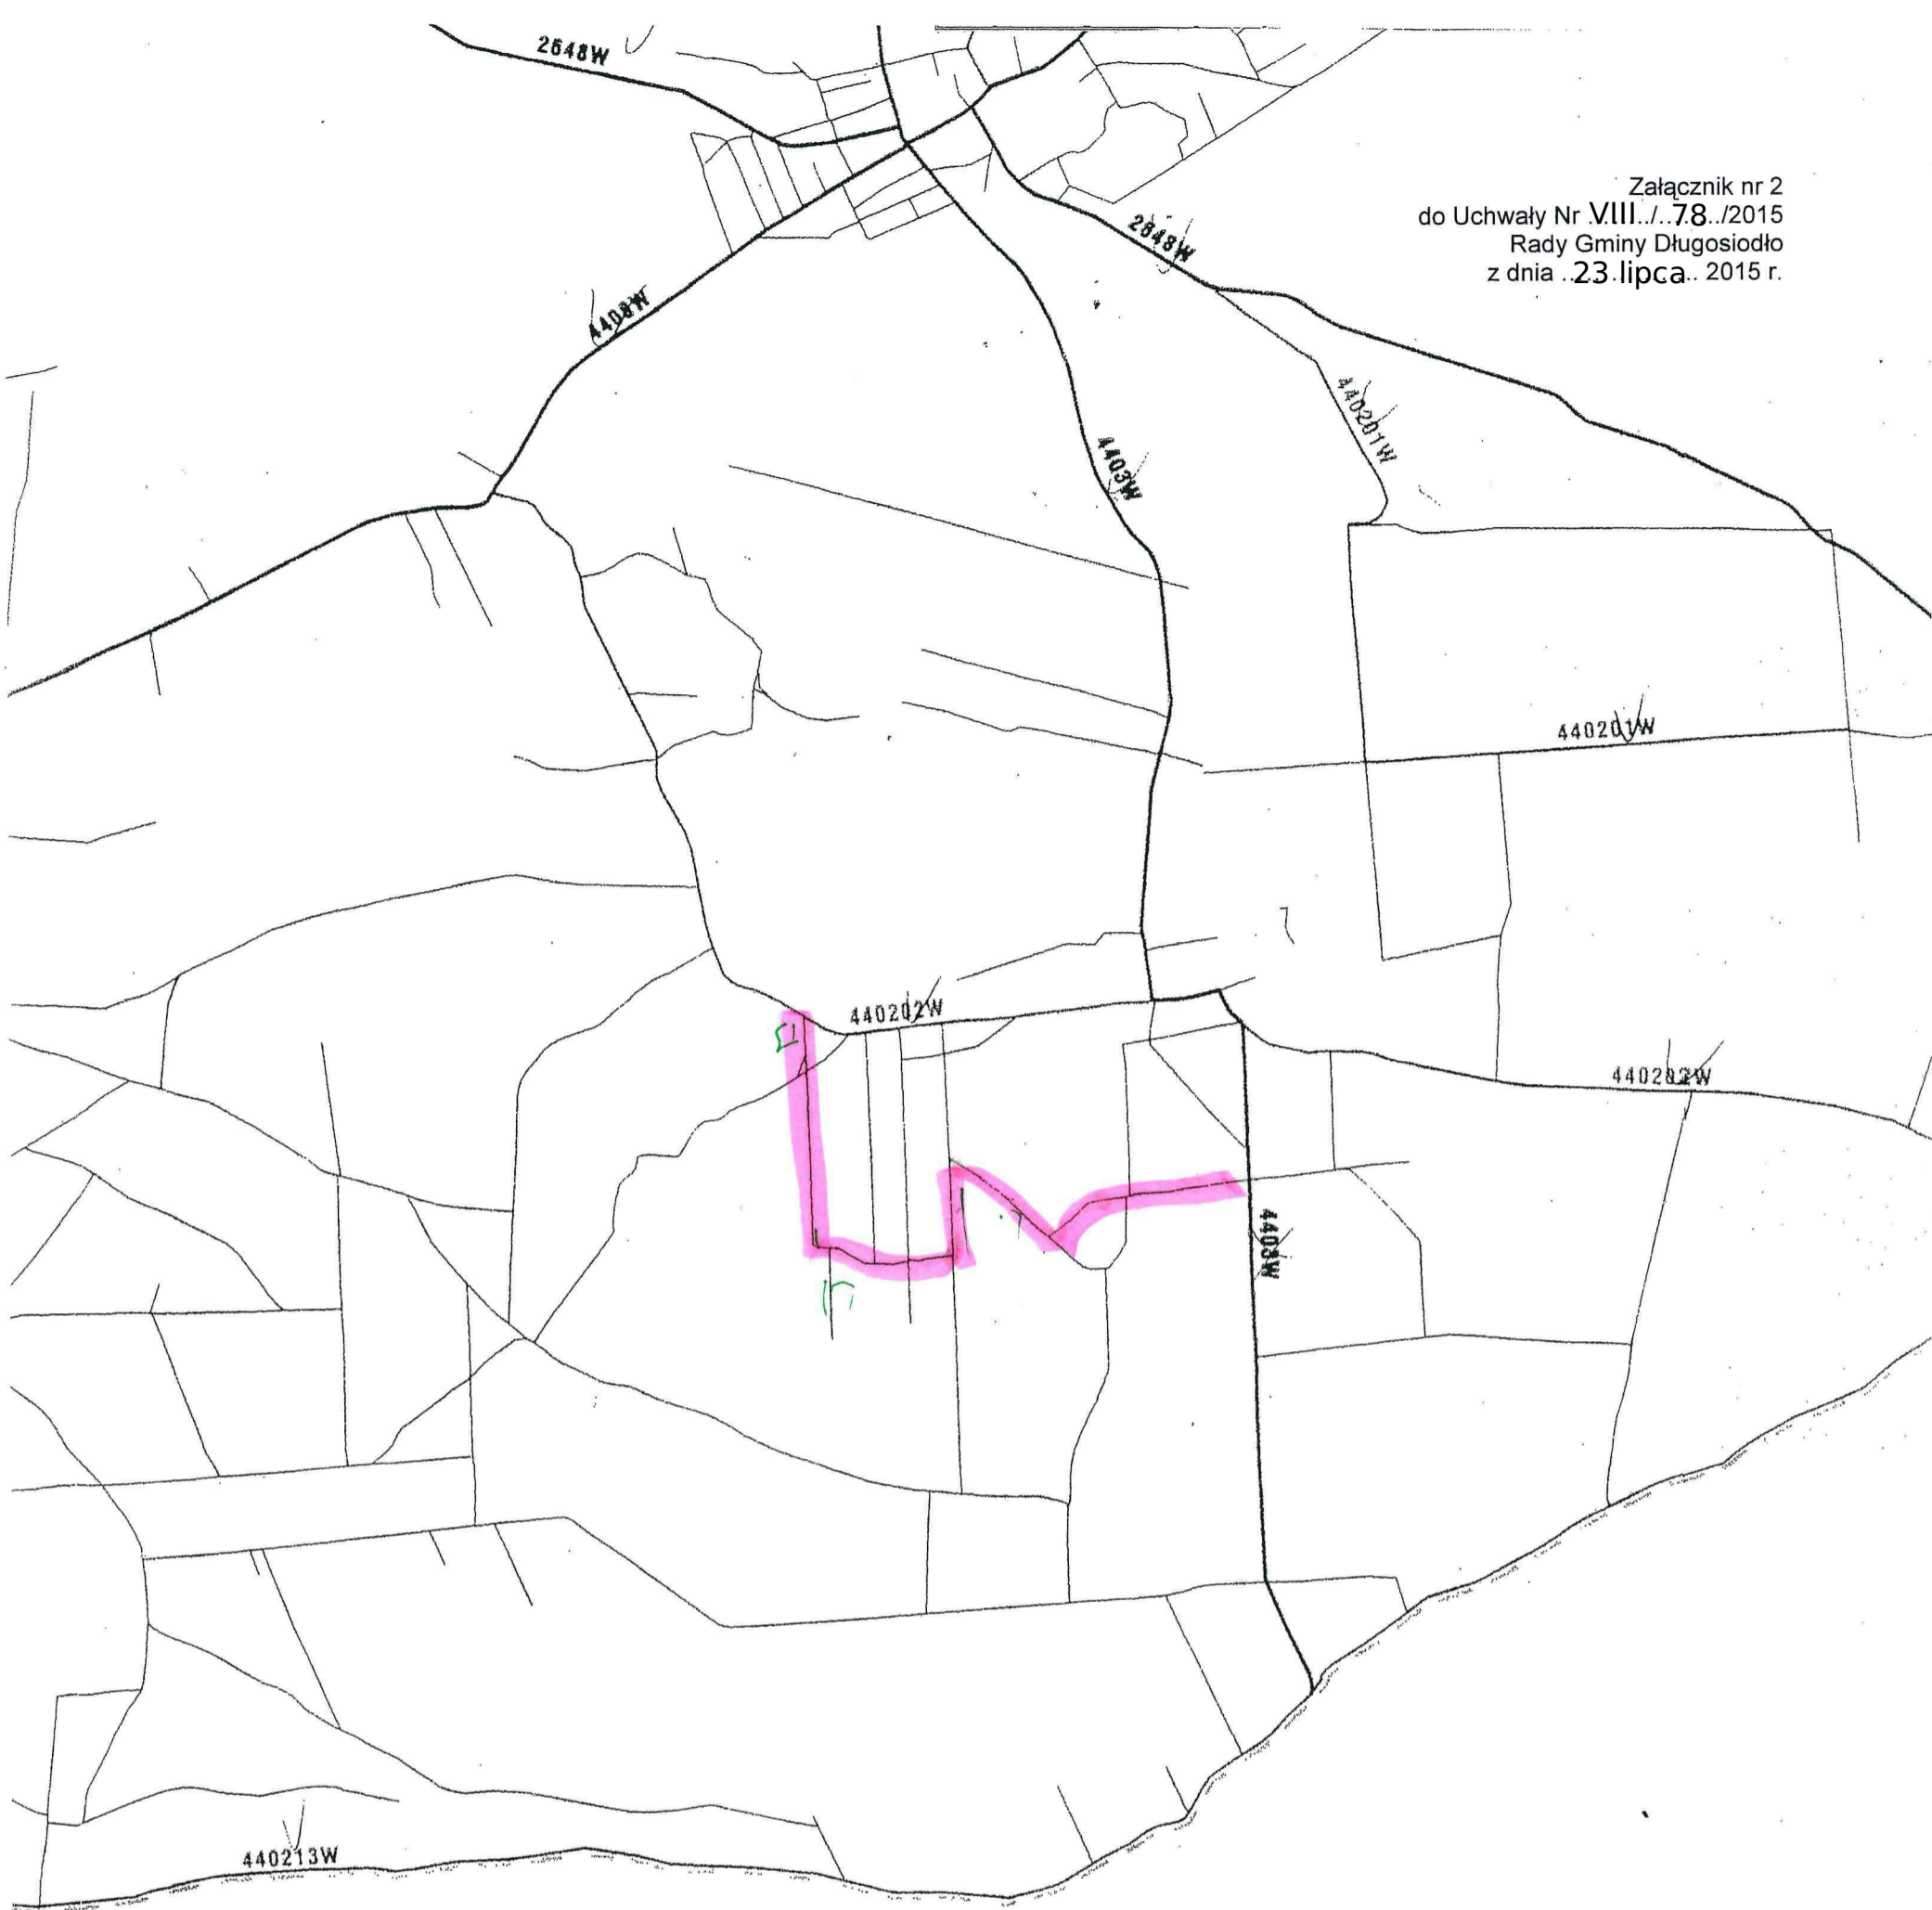 2648W
Załącznik nr 2
do Uchwały Nr VIII../..78../2015
Rady Gminy Długosiodło
z dnia ..23.lipca.. 2015 r.
2848W
4408W
440201W
4403W
440201W
440202W
440202W
4403W
440213W